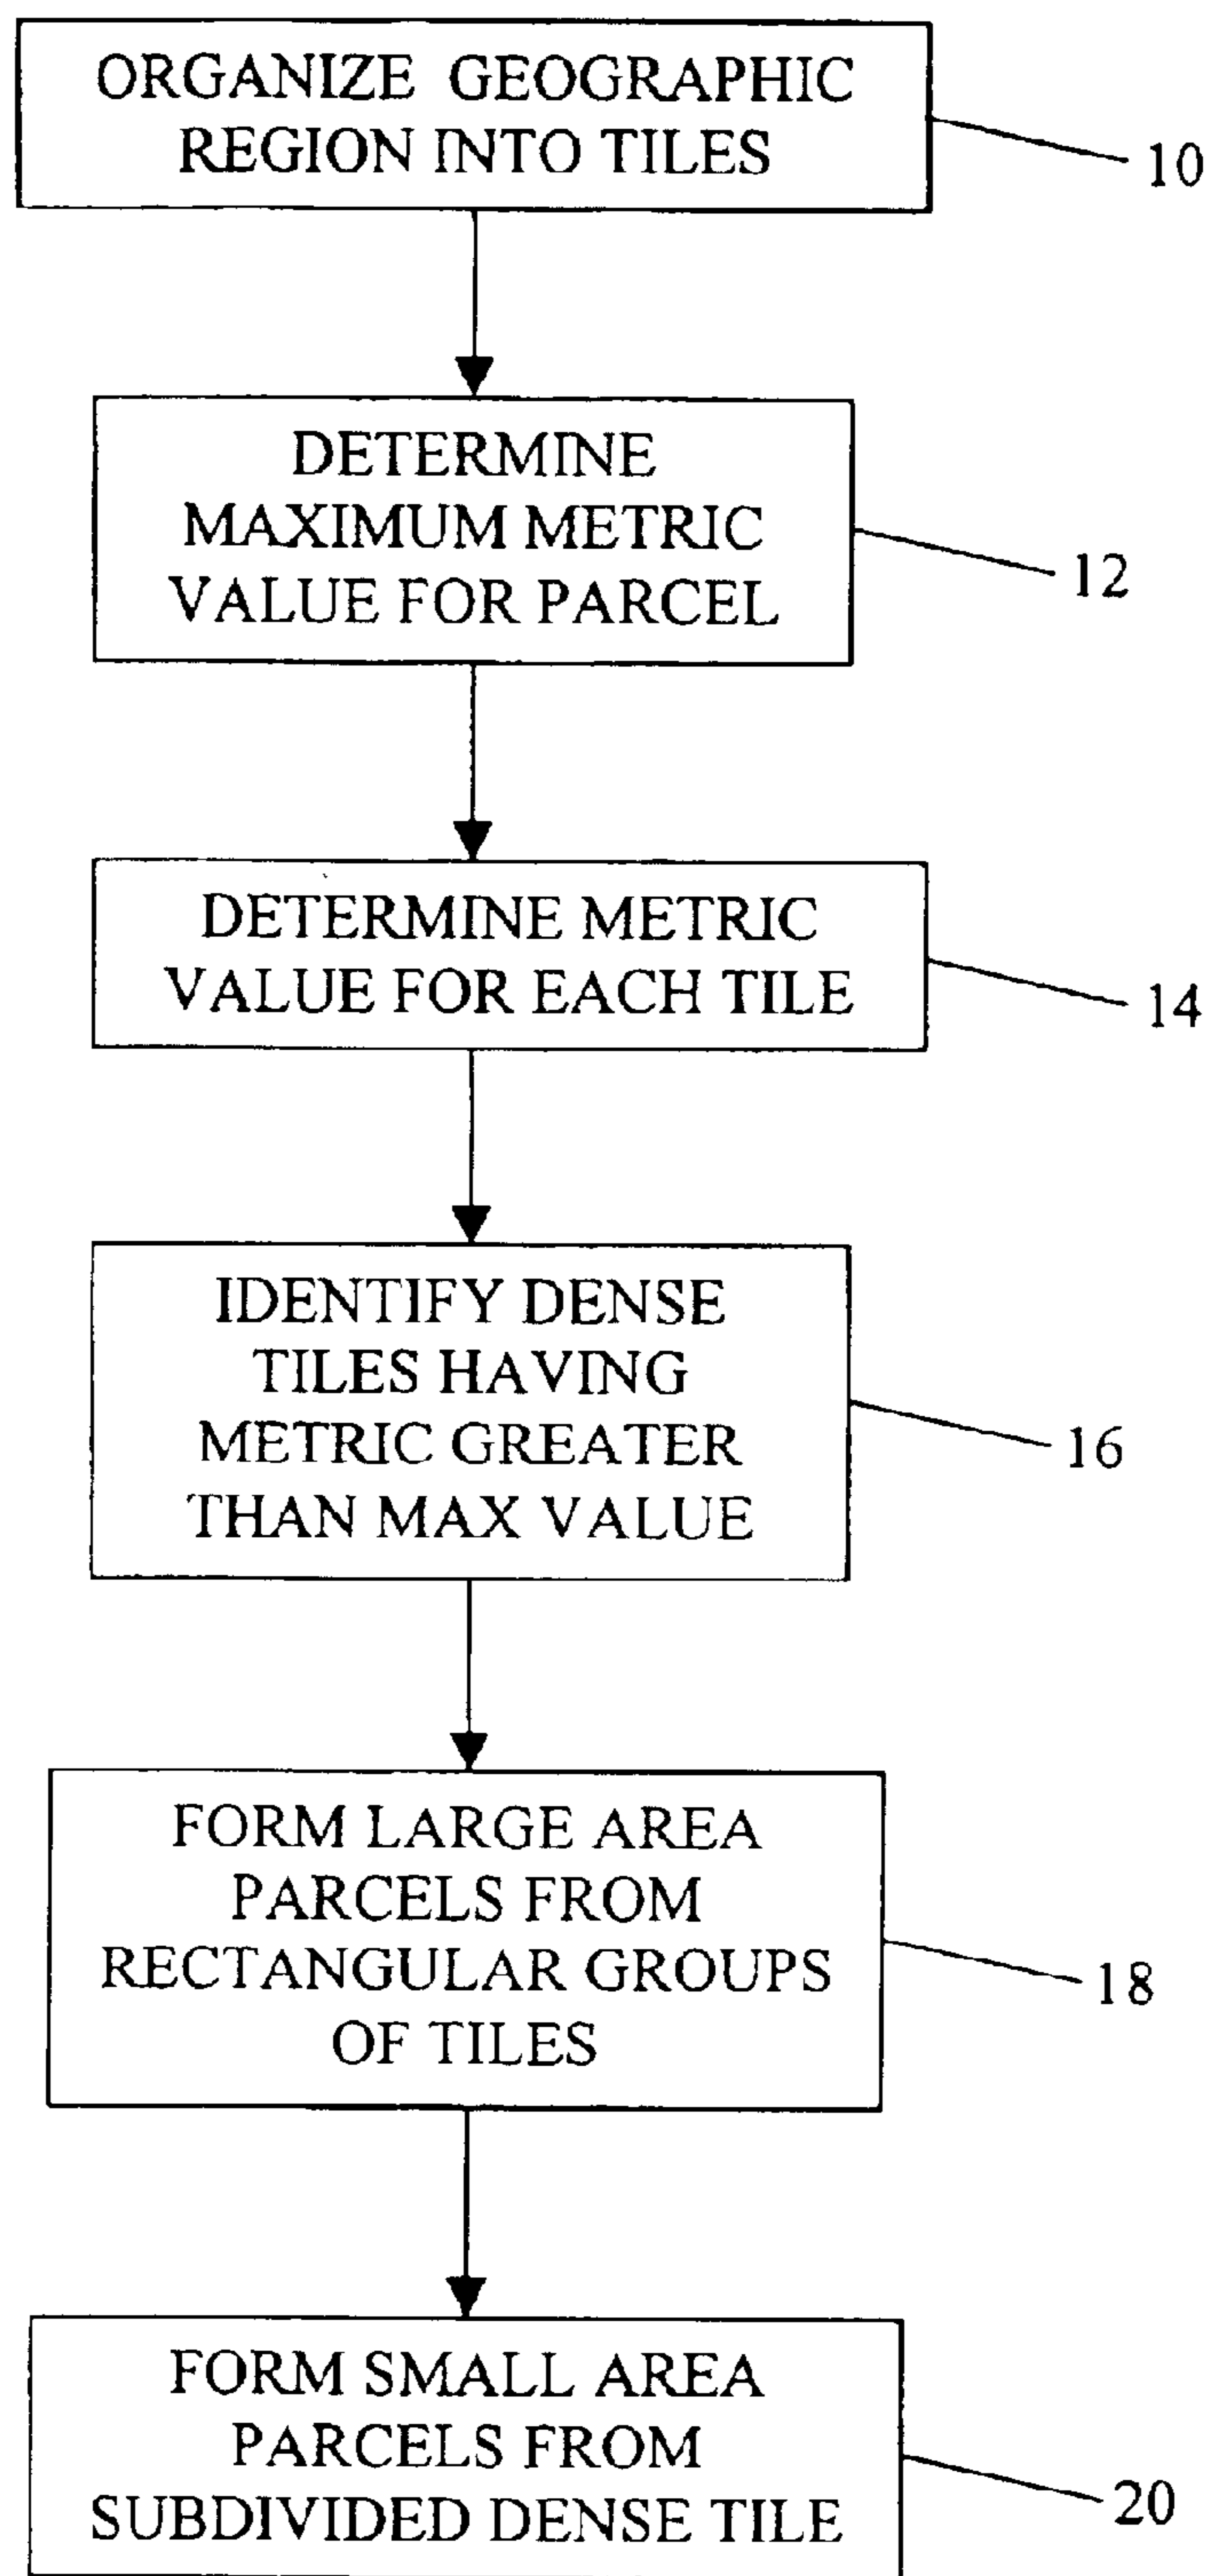 ORGANIZE GEOGRAPHIC
REGION INTO TILES
10
DETERMINE
MAXIMUM METRIC
VALUE FOR PARCEL
12
DETERMINE METRIC
VALUE FOR EACH TILE
14
IDENTIFY DENSE
TILES HAVING
METRIC GREATER
THAN MAX VALUE
16
FORM LARGE AREA
PARCELS FROM
RECTANGULAR GROUPS
OF TILES
18
FORM SMALL AREA
PARCELS FROM
SUBDIVIDED DENSE TILE
20